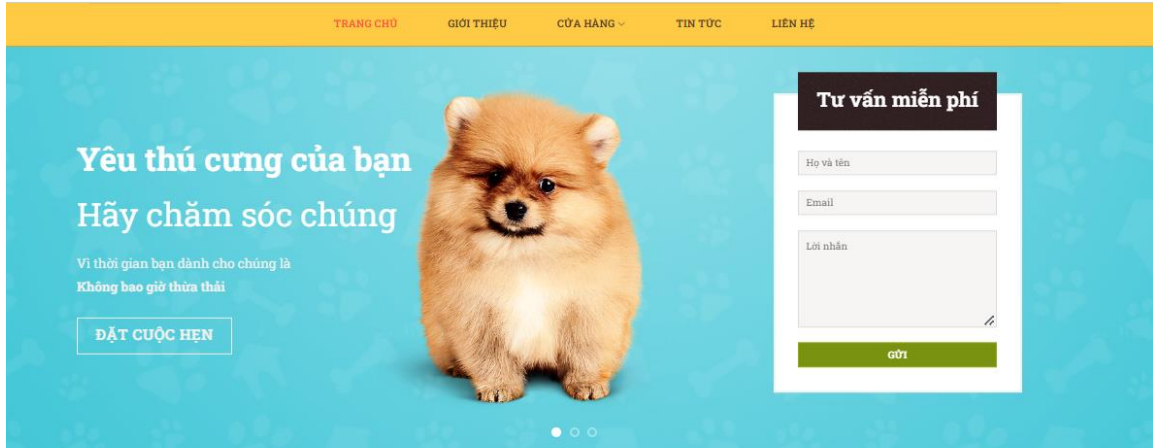 TRANG CHỦ GIỚI THIỆU CỬA HÀNG TIN TỨC LIÊN HỆ
Yêu thú cưng của bạn
Hãy chăm sóc chúng
Vì thời gian bạn dành cho chúng là
Không bao giờ thừa thãi
ĐẶT CUỘC HẸN
Tư vấn miễn phí
Họ và tên
Email
Lời nhắn
GỬI